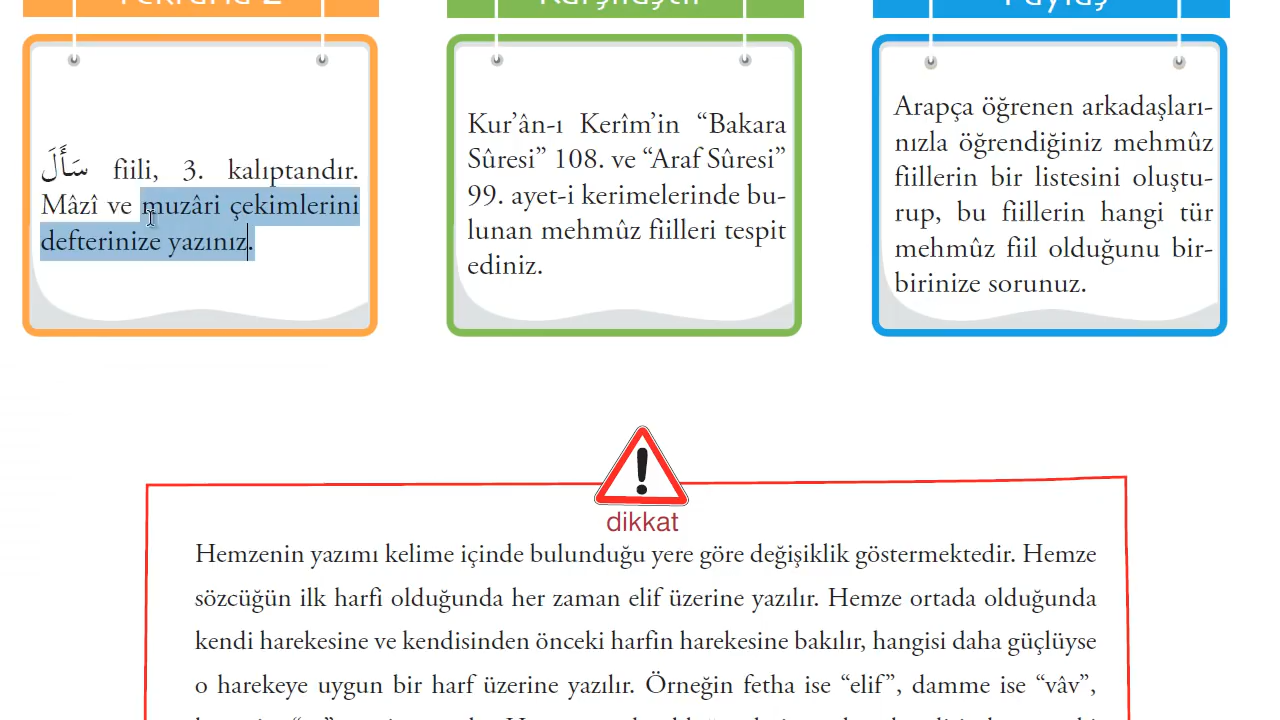 سَأَلَ fiili, 3. kalıptandır.
Mâzî ve muzâri çekimlerini
defterinize yazınız.
Kur’ân-ı Kerîm’in “Bakara
Sûresi” 108. ve “Araf Sûresi”
99. ayet-i kerimelerinde bu-
lunan mehmûz fiilleri tespit
ediniz.
Arapça öğrenen arkadaşları-
nızla öğrendiğiniz mehmûz
fiillerin bir listesini oluştu-
rup, bu fiillerin hangi tür
mehmûz fiil olduğunu bir-
birinize sorunuz.
dikkat
Hemzenin yazımı kelime içinde bulunduğu yere göre değişiklik göstermektedir. Hemze
sözcüğün ilk harfi olduğunda her zaman elif üzerine yazılır. Hemze ortada olduğunda
kendi harekesine ve kendisinden önceki harfin harekesine bakılır, hangisi daha güçlüyse
o harekeye uygun bir harf üzerine yazılır. Örneğin fetha ise “elif”, damme ise “vâv”,